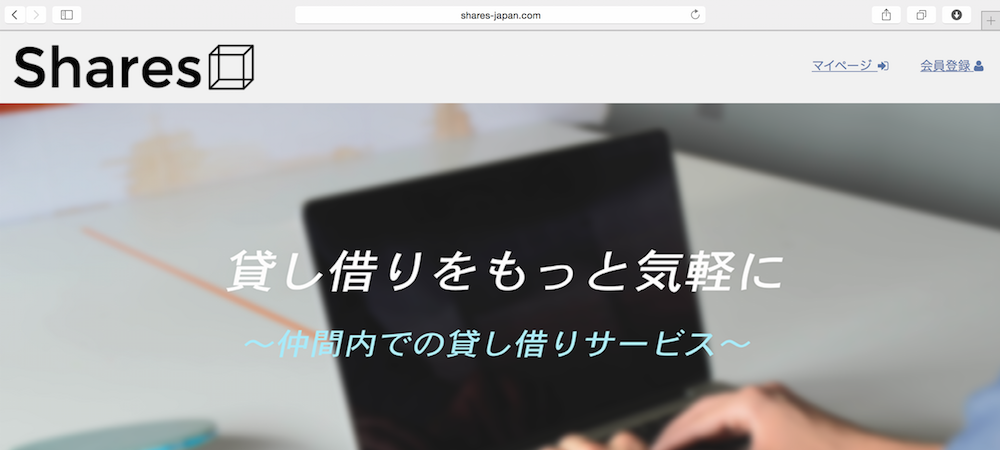 shares-japan.com
Shares
マイページ
会員登録
貸し借りをもっと気軽に
〜仲間内での貸し借りサービス〜